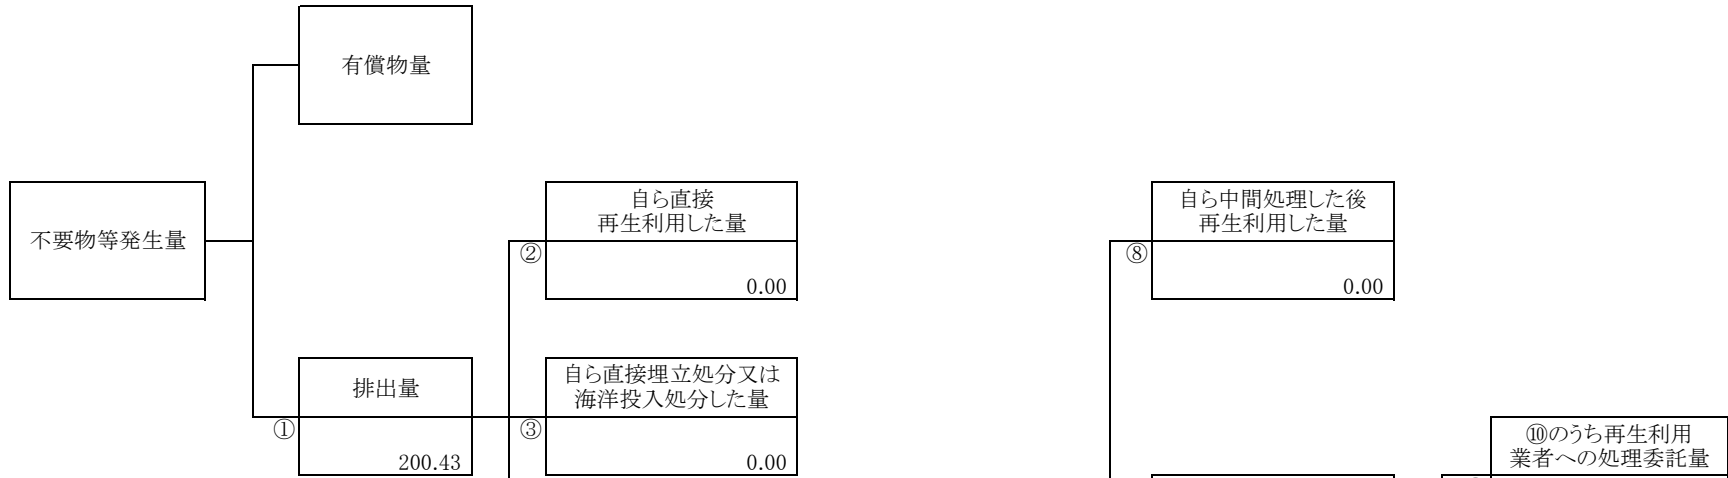 有償物量
不要物等発生量
自ら直接
再生利用した量
②
0.00
自ら中間処理した後
再生利用した量
⑧
0.00
排出量
①
200.43
自ら直接埋立処分又は
海洋投入処分した量
③
0.00
⑩のうち再生利用
業者への処理委託量